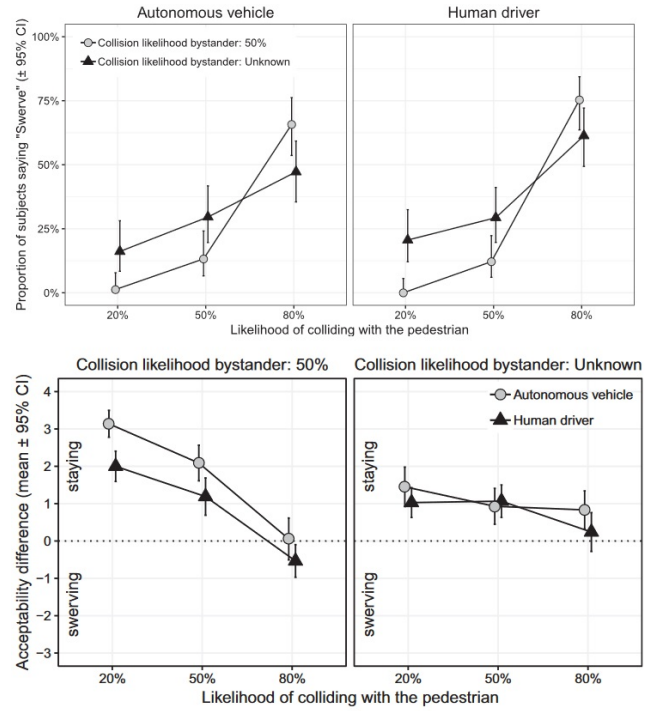 Autonomous vehicle
Human driver
Proportion of subjects saying "Swerve" (± 95% CI)
100%
75%
50%
25%
0%
Collision likelihood bystander: 50%
Collision likelihood bystander: Unknown
20%
50%
80%
20%
50%
80%
Likelihood of colliding with the pedestrian
Collision likelihood bystander: 50%
Collision likelihood bystander: Unknown
Acceptability difference (mean ± 95% CI)
4
3
2
1
0
−1
−2
−3
staying
swerving
staying
swerving
Autonomous vehicle
Human driver
20%
50%
80%
20%
50%
80%
Likelihood of colliding with the pedestrian